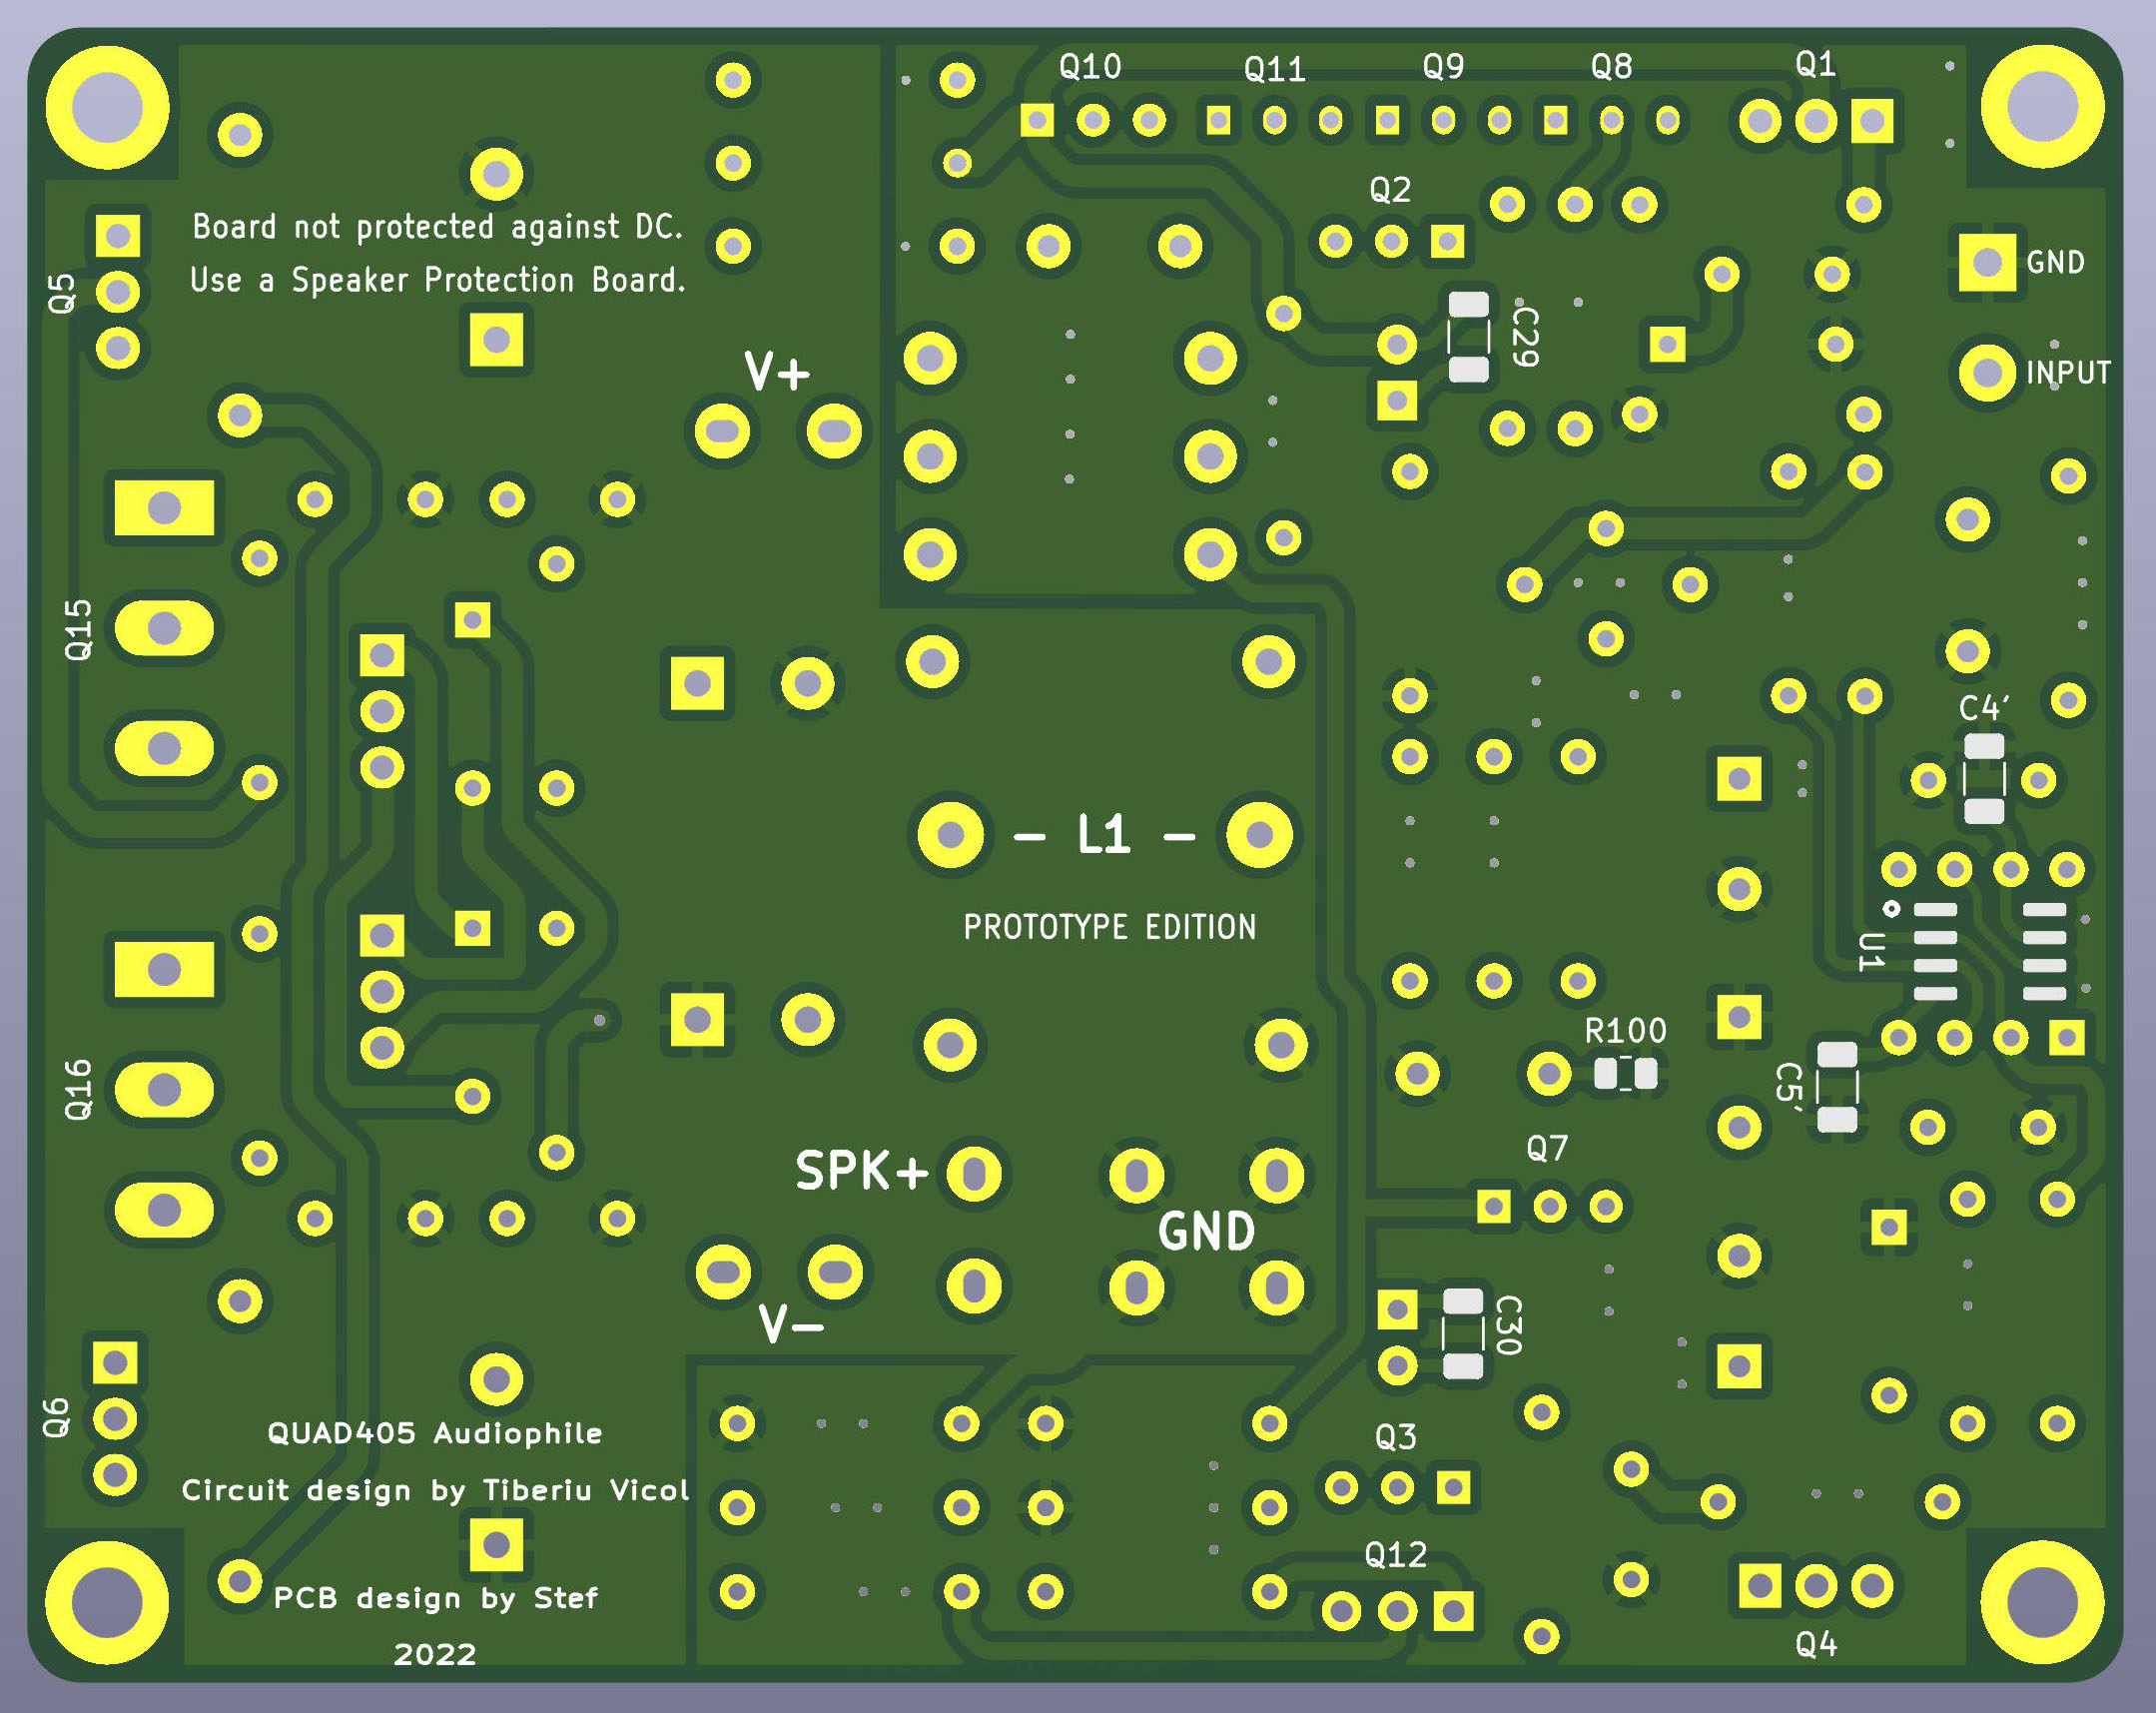 Q10 Q11 Q9 Q8 Q1
Q2
Board not protected against DC.
Use a Speaker Protection Board.
GND
Q5
C29
V+
INPUT
Q15
C4'
- L1 -
PROTOTYPE EDITION
U1
R100
Q16
C5'
SPK+
Q7
GND
V-
C30
Q6
QUAD405 Audiophile
Q3
Circuit design by Tiberiu Vicol
Q12
PCB design by Stef
Q4
2022